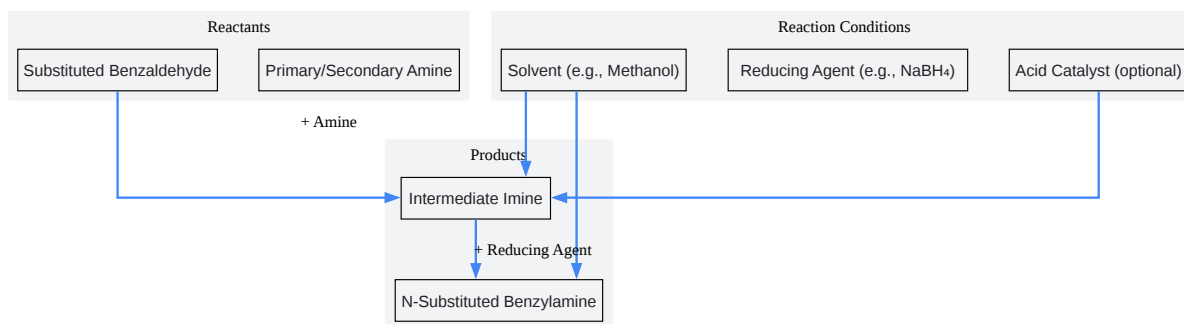 Reactants
Reaction Conditions
Substituted Benzaldehyde
Primary/Secondary Amine
Solvent (e.g., Methanol)
Reducing Agent (e.g., NaBH₄)
Acid Catalyst (optional)
+ Amine
Products
Intermediate Imine
+ Reducing Agent
N-Substituted Benzylamine